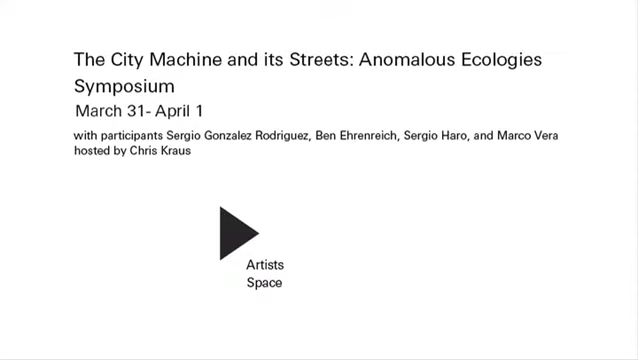 The City Machine and its Streets: Anomalous Ecologies
Symposium
March 31- April 1
with participants Sergio Gonzalez Rodriguez, Ben Ehrenreich, Sergio Haro, and Marco Vera
hosted by Chris Kraus
Artists
Space